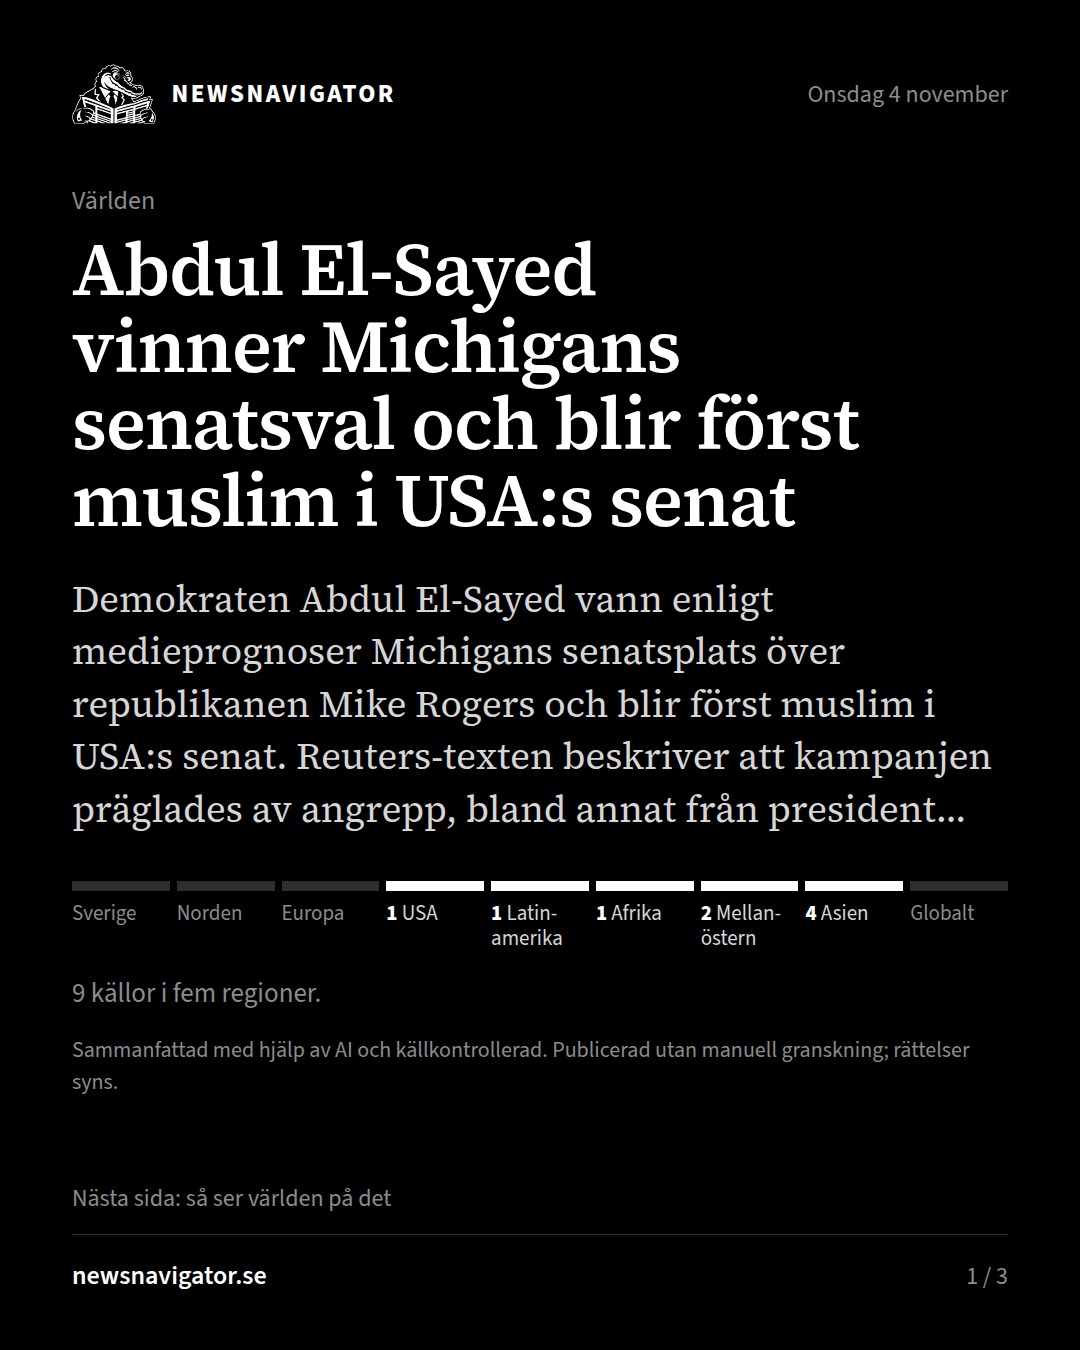 NEWSNAVIGATOR
Onsdag 4 november
Världen
Abdul El-Sayed
vinner Michigans
senatsval och blir först
muslim i USA:s senat
Demokraten Abdul El-Sayed vann enligt
medieprognoser Michigans senatsplats över
republikanen Mike Rogers och blir först muslim i
USA:s senat. Reuters-texten beskriver att kampanjen
präglades av angrepp, bland annat från president…
Sverige
Norden
Europa
1 USA
1 Latin-
amerika
1 Afrika
2 Mellan-
östern
4 Asien
Globalt
9 källor i fem regioner.
Sammanfattad med hjälp av AI och källkontrollerad. Publicerad utan manuell granskning; rättelser
syns.
Nästa sida: så ser världen på det
newsnavigator.se
1 / 3